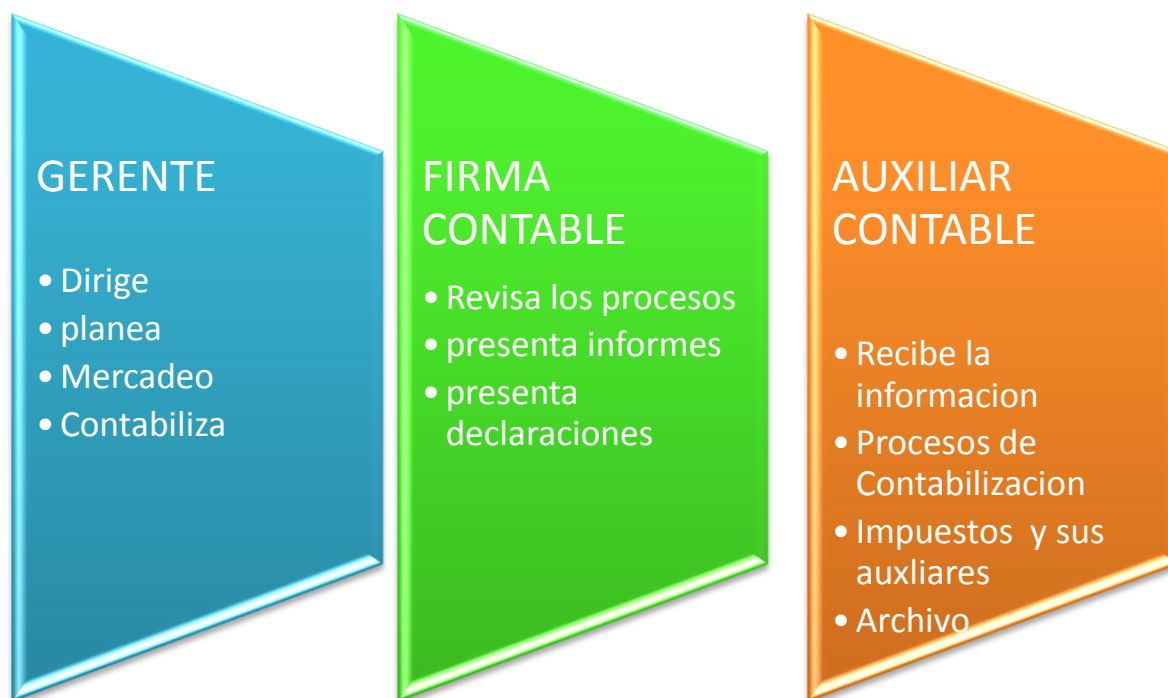 GERENTE
• Dirige
• planea
• Mercadeo
• Contabiliza
FIRMA
CONTABLE
• Revisa los procesos
• presenta informes
• presenta
declaraciones
AUXILIAR
CONTABLE
• Recibe la
informacion
• Procesos de
Contabilizacion
• Impuestos y sus
auxliares
• Archivo